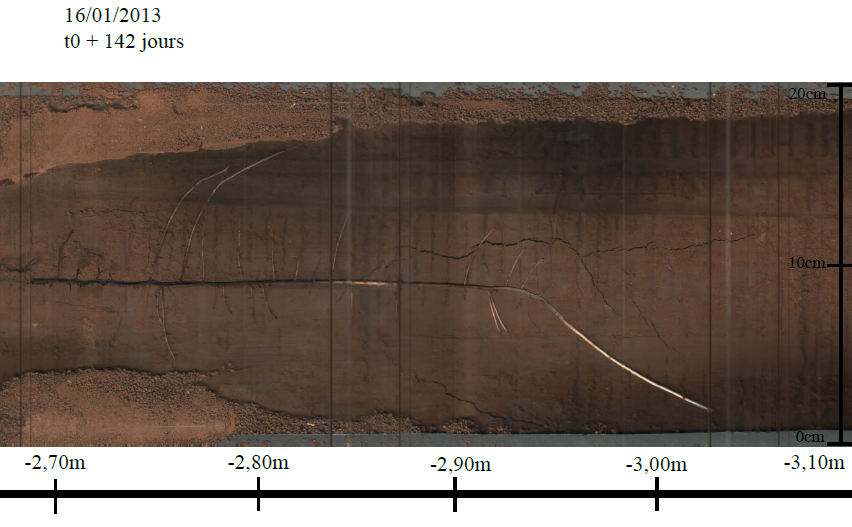 16/01/2013
t0 + 142 jours
20cm
10cm
0cm
-2,70m
-2,80m
-2,90m
-3,00m
-3,10m